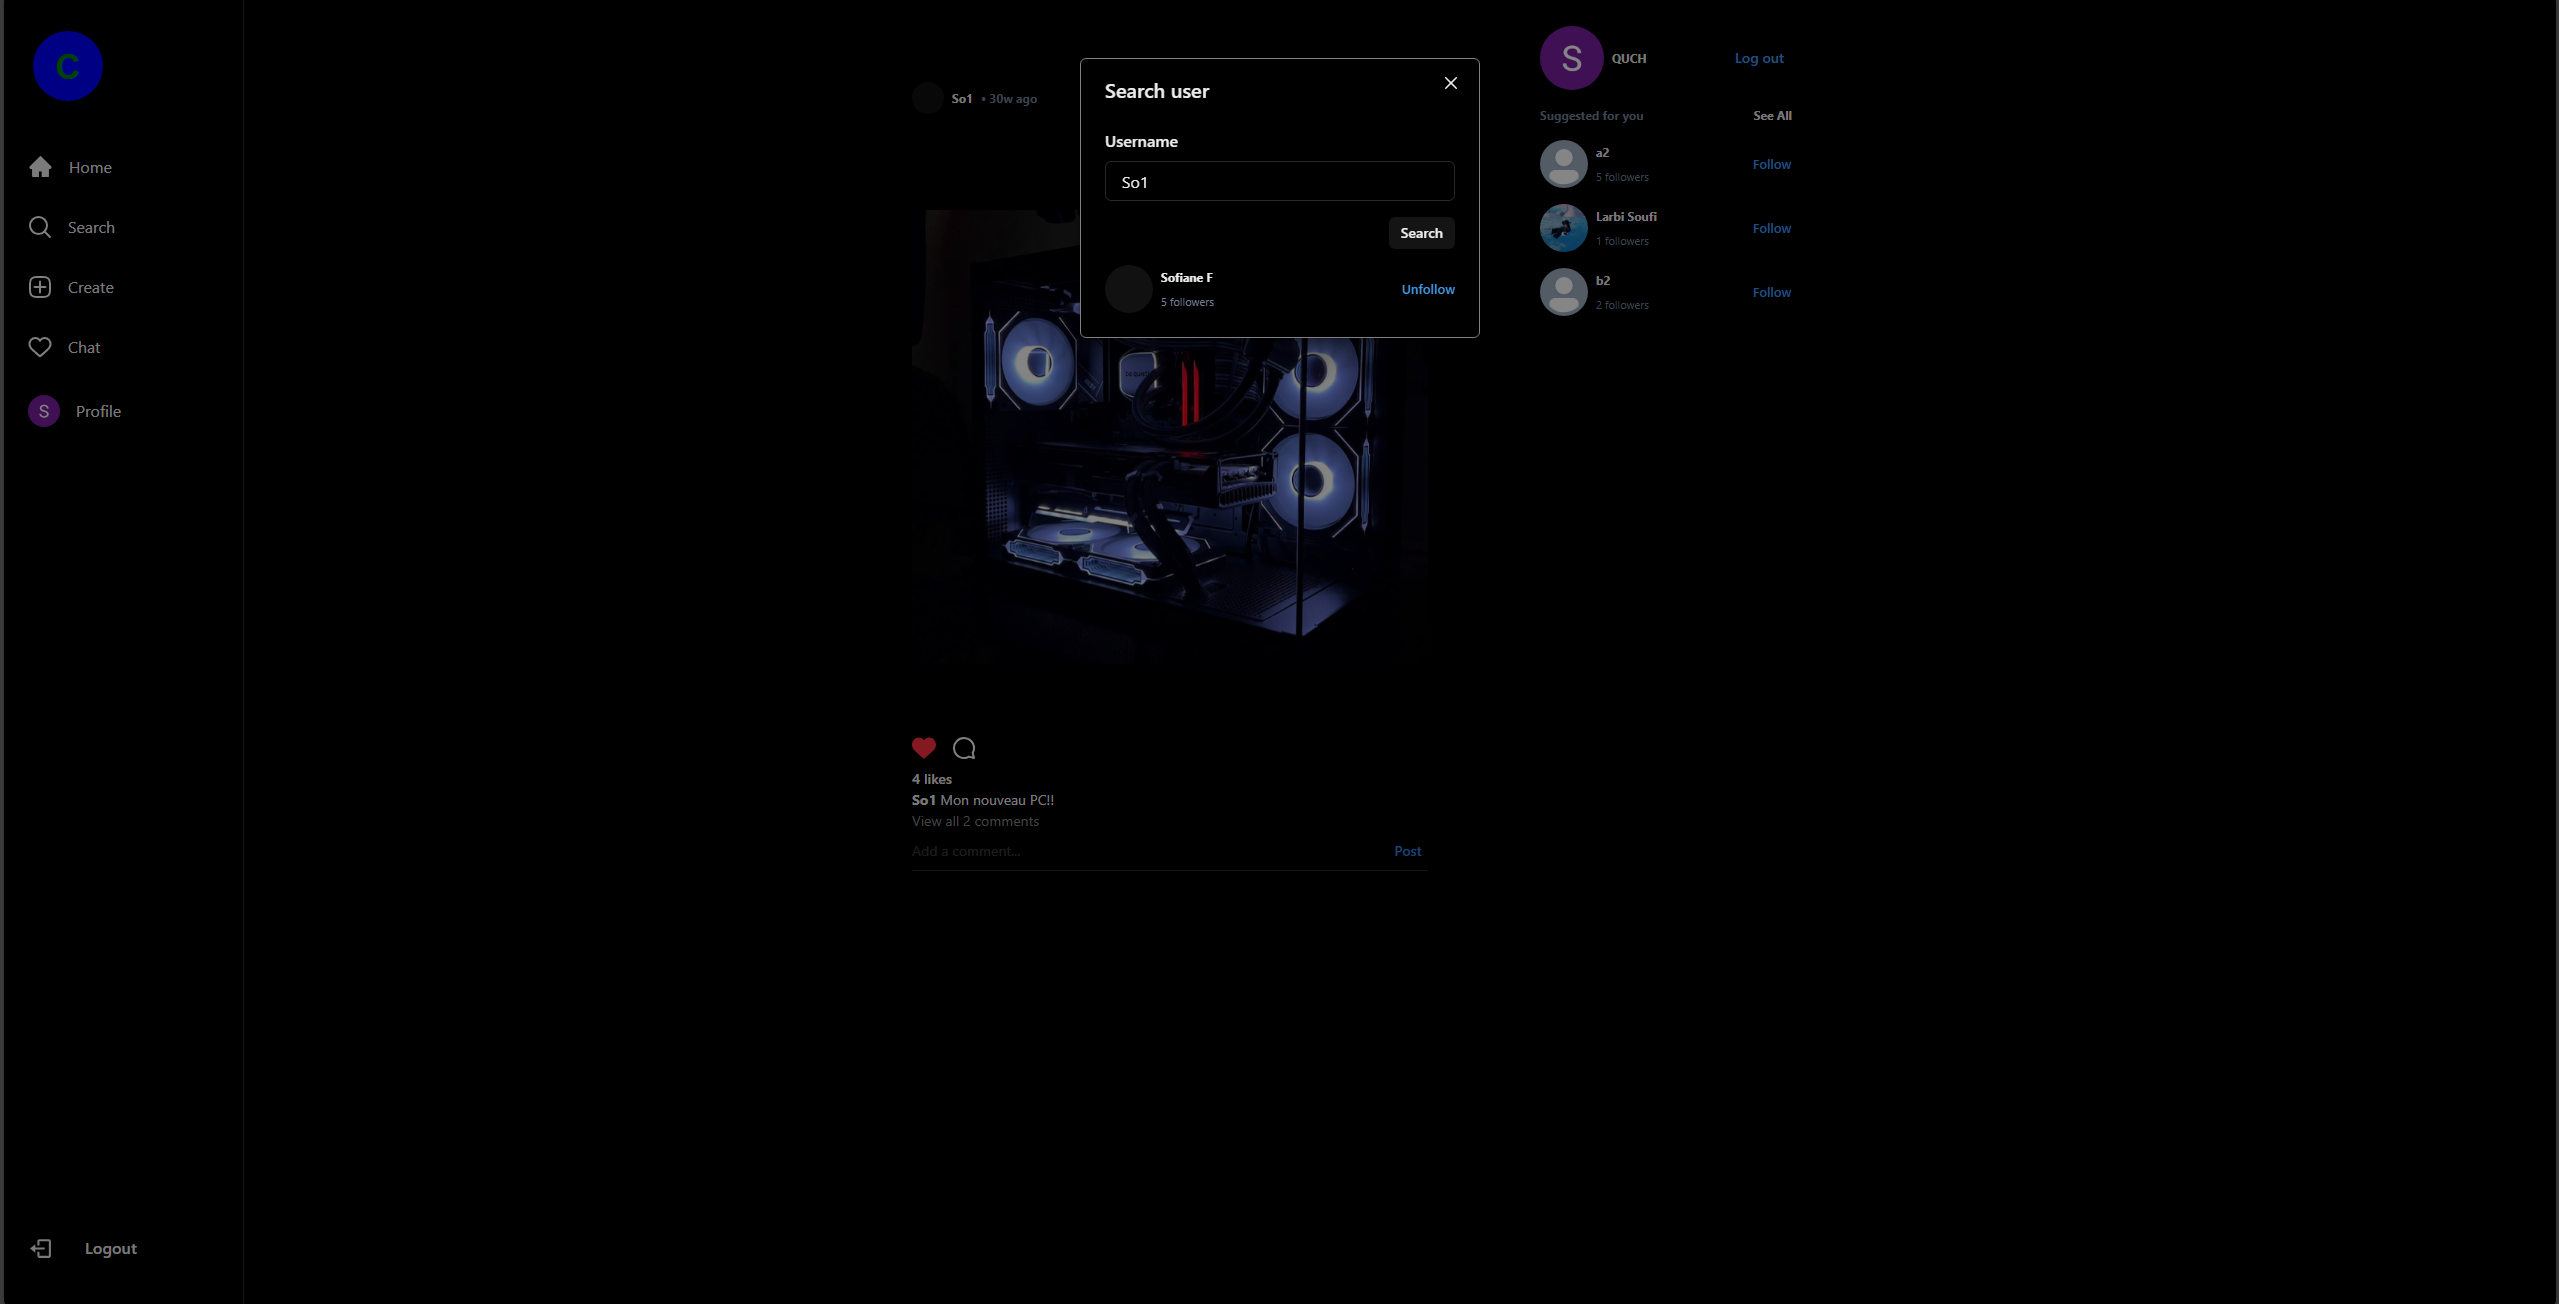 C
Home
Search
Create
Chat
S Profile
Logout
So1 • 30w ago
Search user
Username
So1
Search
Sofiane F
5 followers
Unfollow
4 likes
So1 Mon nouveau PC!!
View all 2 comments
Add a comment...
Post
S QUCH Log out
Suggested for you See All
a2
5 followers
Follow
Larbi Soufi
1 followers
Follow
b2
2 followers
Follow